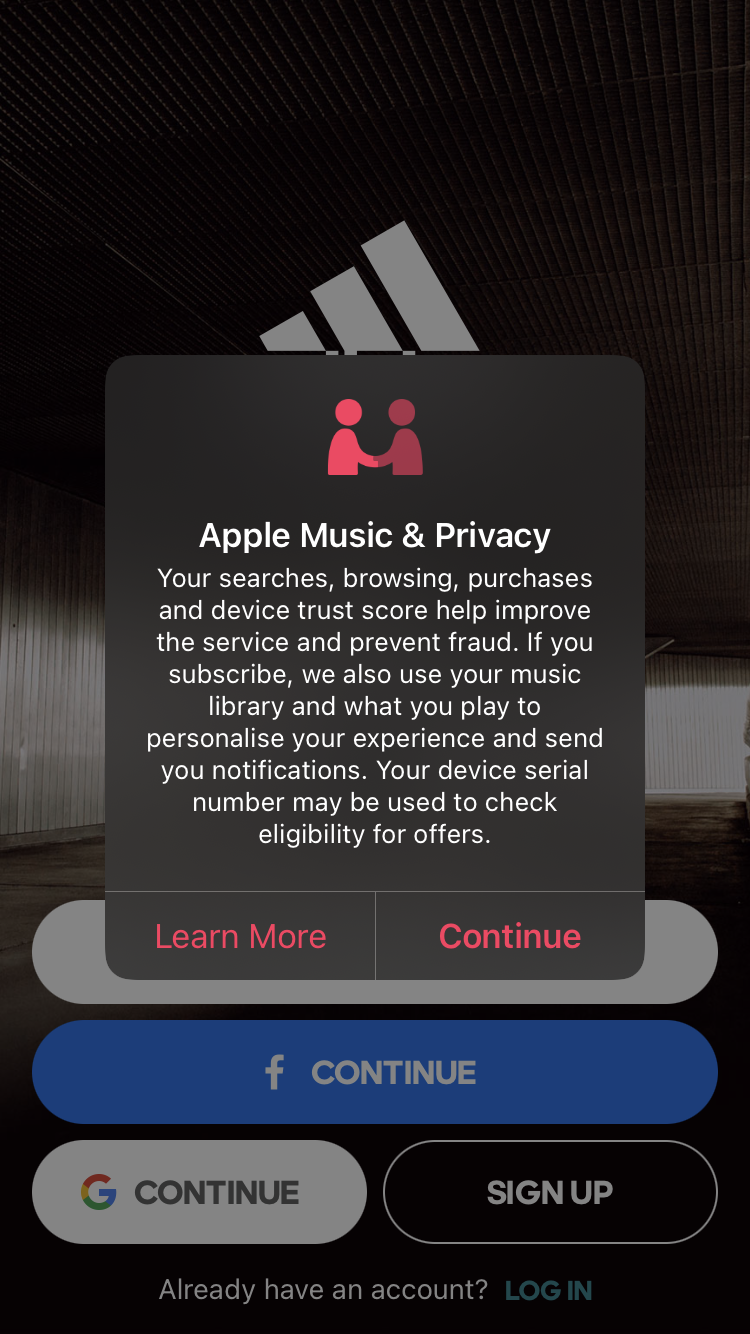 Apple Music & Privacy
Your searches, browsing, purchases
and device trust score help improve
the service and prevent fraud. If you
subscribe, we also use your music
library and what you play to
personalise your experience and send
you notifications. Your device serial
number may be used to check
eligibility for offers.
Learn More
Continue
CONTINUE
CONTINUE
SIGN UP
Already have an account? LOG IN